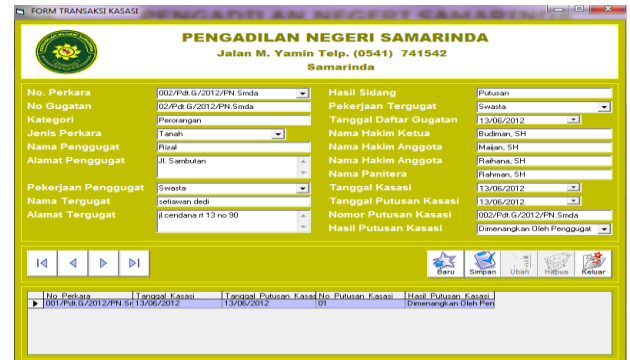 FORM TRANSAKSI KASASI
PENGADILAN NEGERI SAMARINDA
Jalan M. Yamin Telp. (0541) 741542
Samarinda
No. Perkara 002/Pdt.G/2012/PN.Smda
No Gugatan 02/Pdt.G/2012/PN.Smda
Kategori Perorangan
Jenis Perkara Tanah
Nama Penggugat Rizal
Alamat Penggugat Jl. Sambutan
Pekerjaan Penggugat Swasta
Nama Tergugat setiawan dedi
Alamat Tergugat jl.cendana rt 13 no 90
Hasil Sidang Putusan
Pekerjaan Tergugat Swasta
Tanggal Daftar Gugatan 13/06/2012
Nama Hakim Ketua Budiman, SH
Nama Hakim Anggota Maijan, SH
Nama Hakim Anggota Raihana, SH
Nama Panitera Rahman, SH
Tanggal Kasasi 13/06/2012
Tanggal Putusan Kasasi 13/06/2012
Nomor Putusan Kasasi 002/Pdt.G/2012/PN.Smda
Hasil Putusan Kasasi Dimenangkan Oleh Penggugat
Baru Simpan Ubah Hapus Keluar
No Perkara Tanggal Kasasi Tanggal Putusan Kasas No Putusan Kasasi Hasil Putusan Kasasi
001/Pdt.G/2012/PN.Sr 13/06/2012 13/06/2012 01 Dimenangkan Oleh Pen